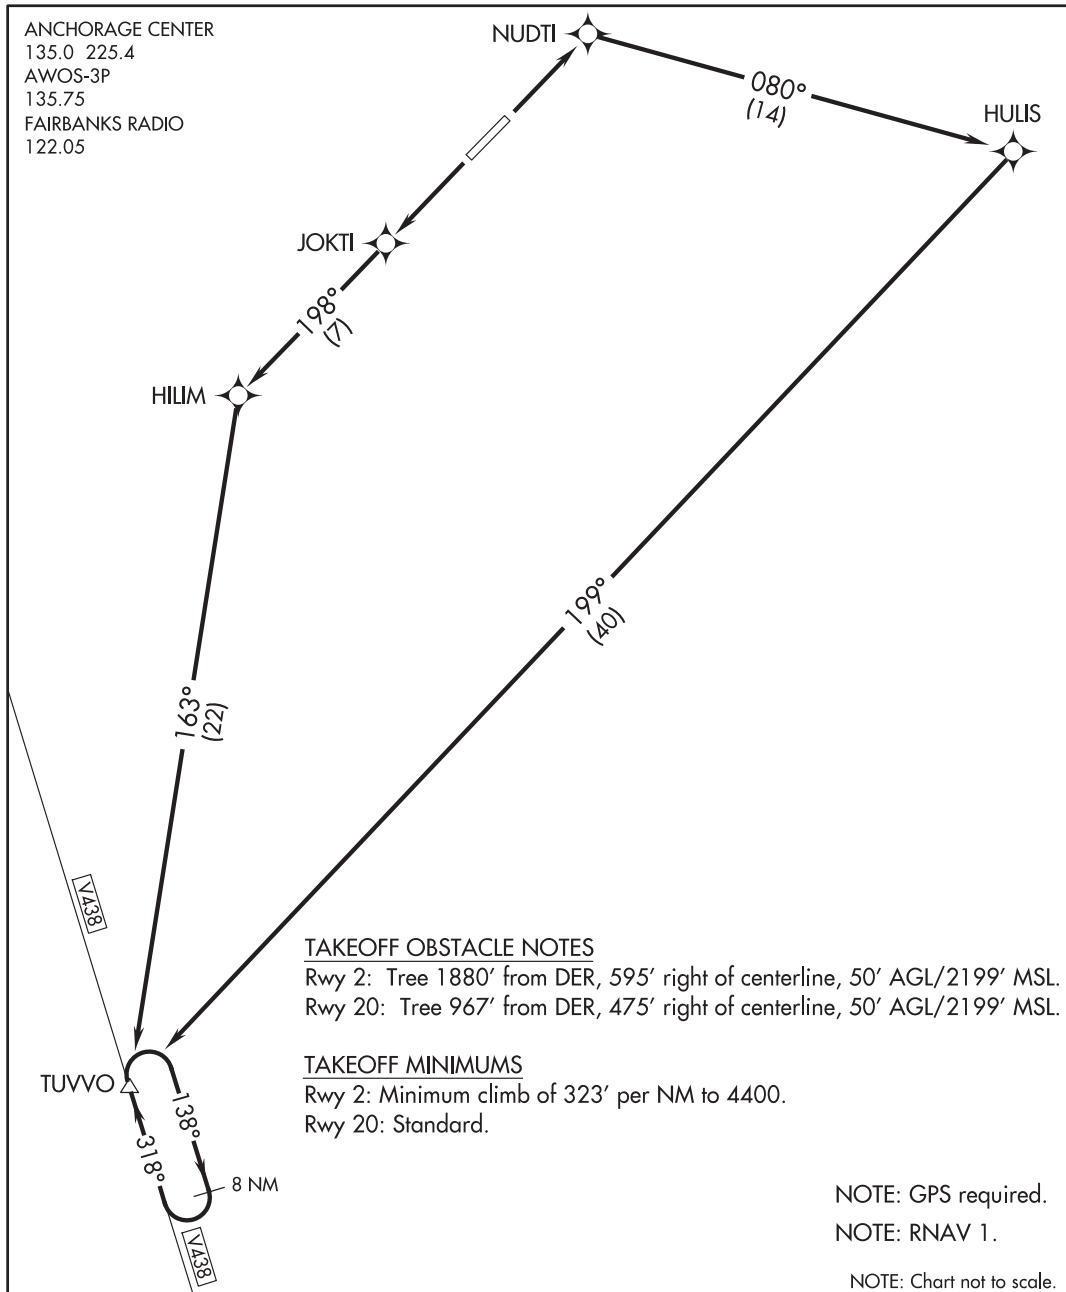 ANCHORAGE CENTER
135.0 225.4
AWOS-3P
135.75
FAIRBANKS RADIO
122.05
NUDTI
080°
(14)
HULIS
JOKTI
198°
(7)
HILIM
199°
(40)
163°
(22)
V438
TAKEOFF OBSTACLE NOTES
Rwy 2: Tree 1880' from DER, 595' right of centerline, 50' AGL/2199' MSL.
Rwy 20: Tree 967' from DER, 475' right of centerline, 50' AGL/2199' MSL.
TAKEOFF MINIMUMS
Rwy 2: Minimum climb of 323' per NM to 4400.
Rwy 20: Standard.
TUVVO
138°
318°
8 NM
V438
NOTE: GPS required.
NOTE: RNAV 1.
NOTE: Chart not to scale.